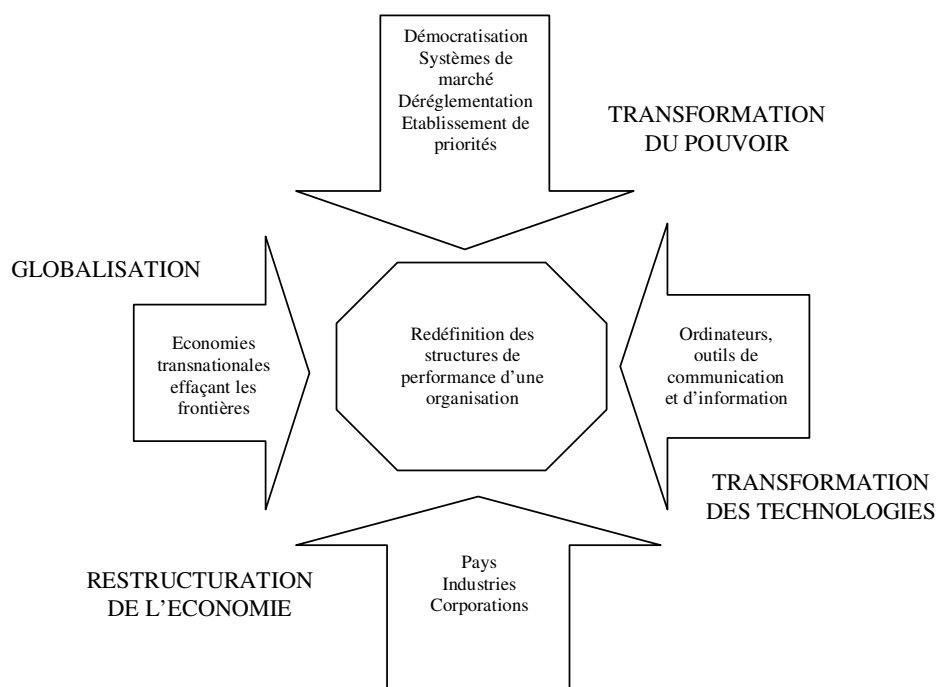 Démocratisation
Systèmes de
marché
Déréglementation
Etablissement de
priorités
TRANSFORMATION
DU POUVOIR
GLOBALISATION
Economies
transnationales
effaçant les
frontières
Redéfinition des
structures de
performance d’une
organisation
Ordinateurs,
outils de
communication
et d’information
TRANSFORMATION
DES TECHNOLOGIES
RESTRUCTURATION
DE L’ECONOMIE
Pays
Industries
Corporations